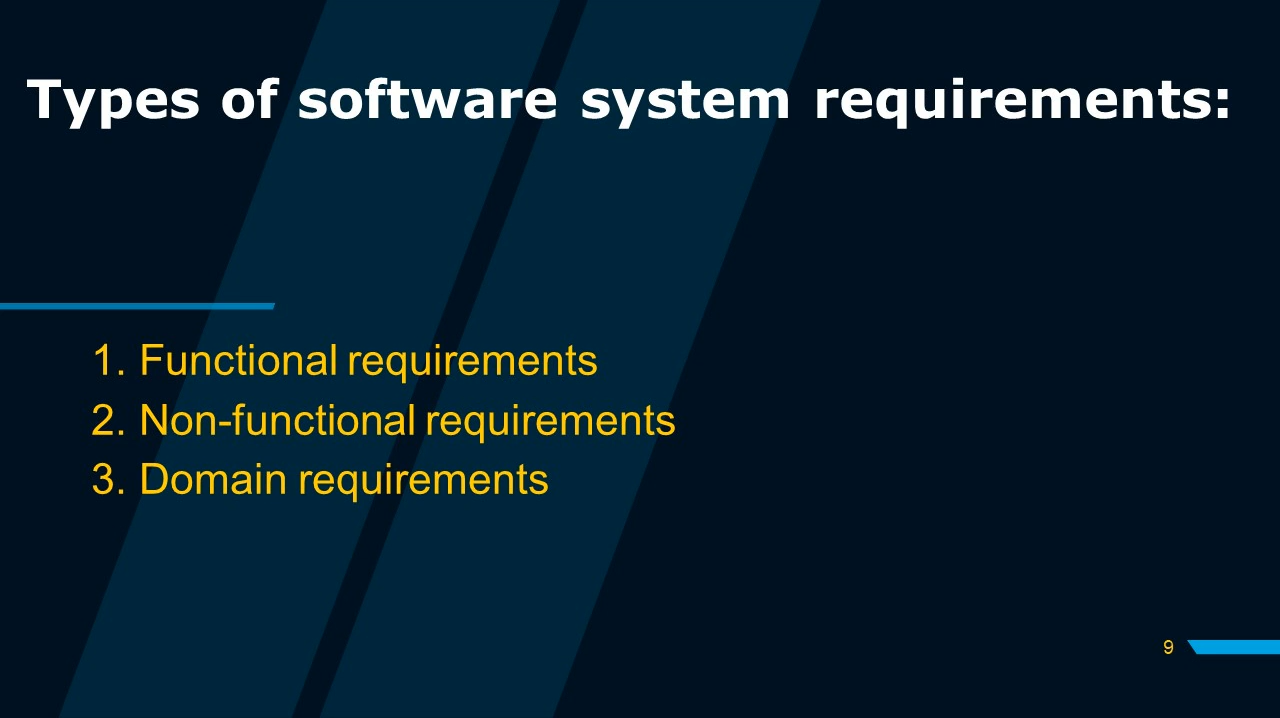 Types of software system requirements:
1. Functional requirements
2. Non-functional requirements
3. Domain requirements
9